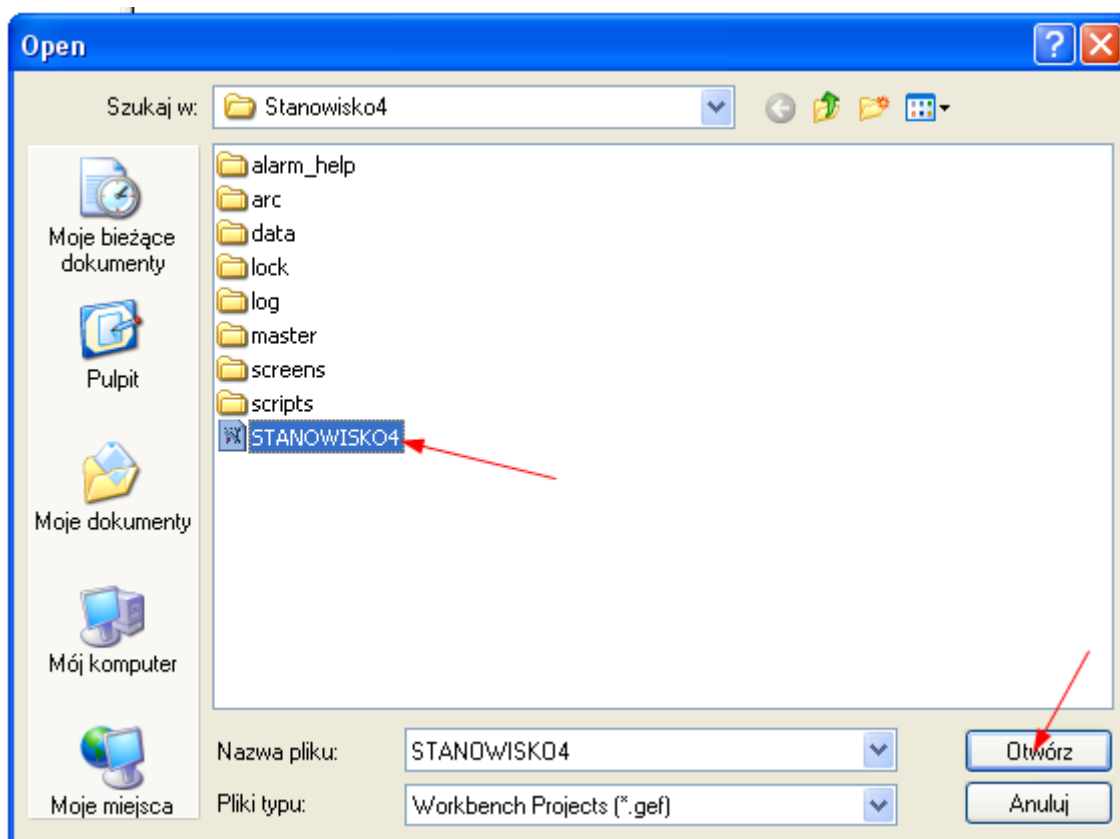 Open
Szukaj w:
Stanowisko4
Moje bieżące
dokumenty
Pulpit
Moje dokumenty
Mój komputer
Moje miejsca
alarm_help
arc
data
lock
log
master
screens
scripts
STANOWISKO4
Nazwa pliku:
STANOWISKO4
Otwórz
Pliki typu:
Workbench Projects (*.gef)
Anuluj